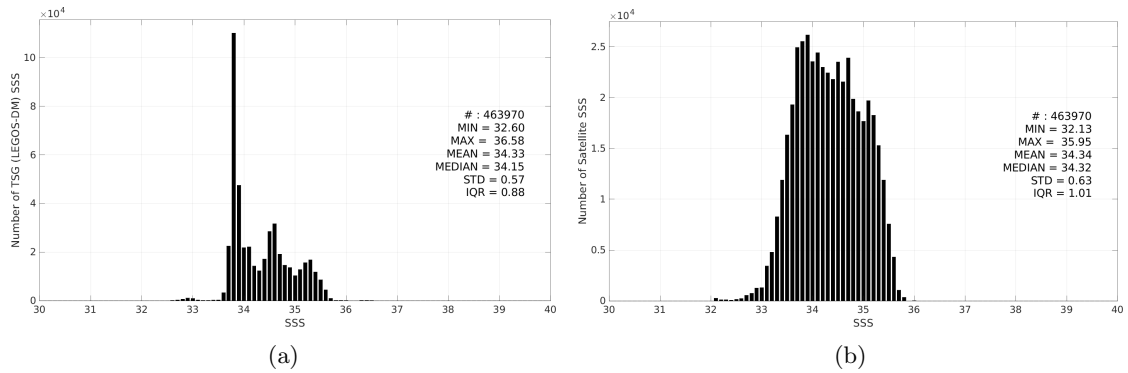 ×10⁴
10
8
6
4
2
0
Number of TSG (LEGOS-DM) SSS
# : 463970
MIN = 32.60
MAX = 36.58
MEAN = 34.33
MEDIAN = 34.15
STD = 0.57
IQR = 0.88
30 31 32 33 34 35 36 37 38 39 40
SSS
(a)
×10⁴
2.5
2
1.5
1
0.5
0
Number of Satellite SSS
# : 463970
MIN = 32.13
MAX = 35.95
MEAN = 34.34
MEDIAN = 34.32
STD = 0.63
IQR = 1.01
30 31 32 33 34 35 36 37 38 39 40
SSS
(b)